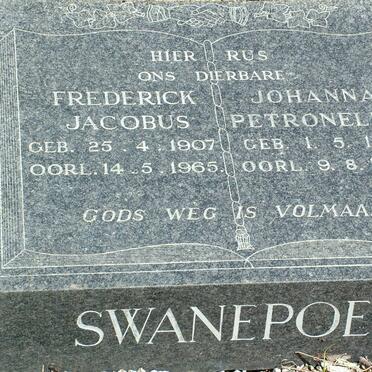 HIER RUS
ONS DIERBARE
FREDERICK JOHANNA
JACOBUS PETRONEL
GEB. 25. 4. 1907 GEB. 1. 5. 1
OORL. 14. 5. 1965. OORL. 9. 8.
GODS WEG IS VOLMAA
SWANEPOE